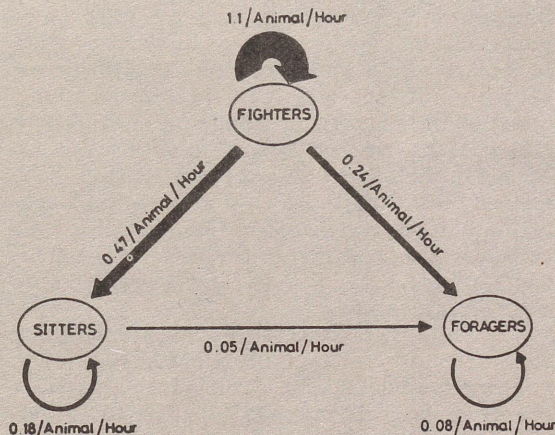 1.1/Animal/Hour
FIGHTERS
0.47/Animal/Hour
0.24/Animal/Hour
SITTERS
FORAGERS
0.05/Animal/Hour
0.18/Animal/Hour
0.08/Animal/Hour